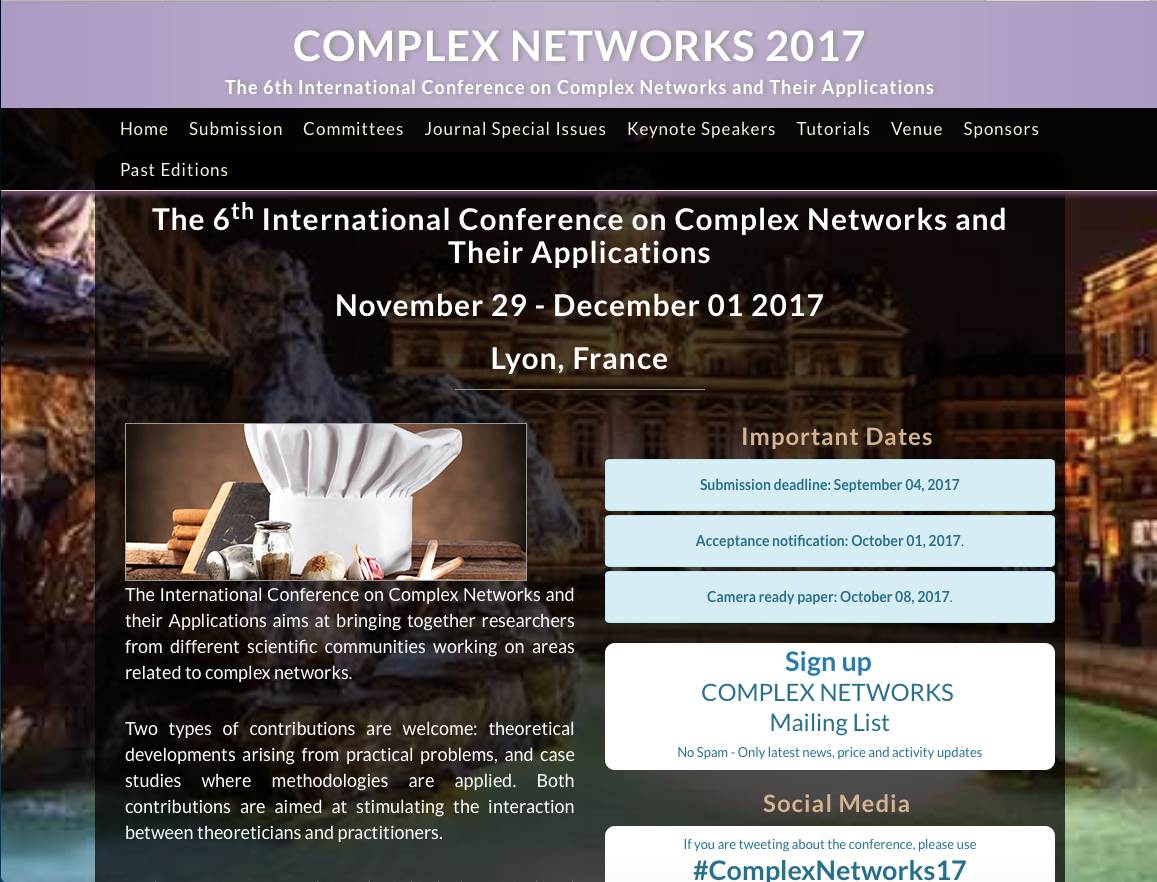 COMPLEX NETWORKS 2017
The 6th International Conference on Complex Networks and Their Applications
Home Submission Committees Journal Special Issues Keynote Speakers Tutorials Venue Sponsors
Past Editions
The 6th International Conference on Complex Networks and
Their Applications
November 29 - December 01 2017
Lyon, France
The International Conference on Complex Networks and
their Applications aims at bringing together researchers
from different scientific communities working on areas
related to complex networks.
Two types of contributions are welcome: theoretical
developments arising from practical problems, and case
studies where methodologies are applied. Both
contributions are aimed at stimulating the interaction
between theoreticians and practitioners.
Important Dates
Submission deadline: September 04, 2017
Acceptance notification: October 01, 2017.
Camera ready paper: October 08, 2017.
Sign up
COMPLEX NETWORKS
Mailing List
No Spam - Only latest news, price and activity updates
Social Media
If you are tweeting about the conference, please use
#ComplexNetworks17